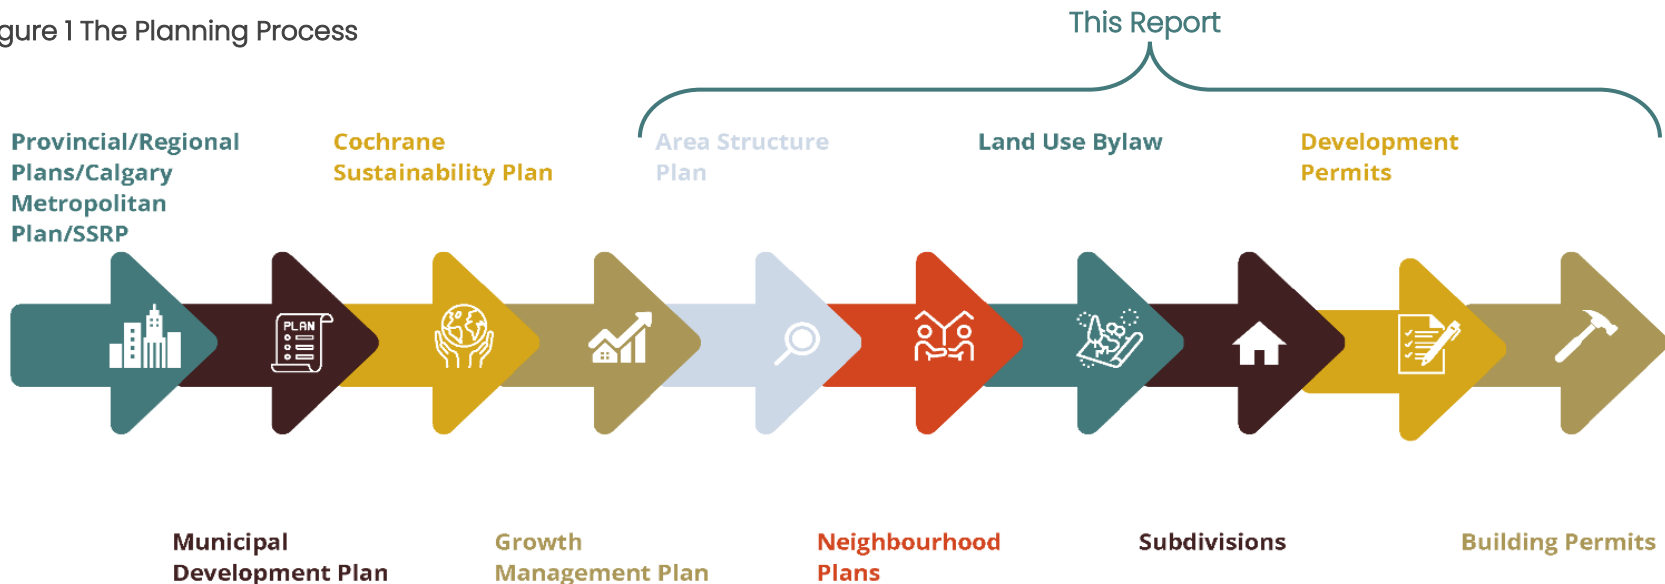 gure 1 The Planning Process
This Report
Provincial/Regional
Plans/Calgary
Metropolitan
Plan/SSRP
Cochrane
Sustainability Plan
Area Structure
Plan
Land Use Bylaw
Development
Permits
PLAN
Municipal
Development Plan
Growth
Management Plan
Neighbourhood
Plans
Subdivisions
Building Permits